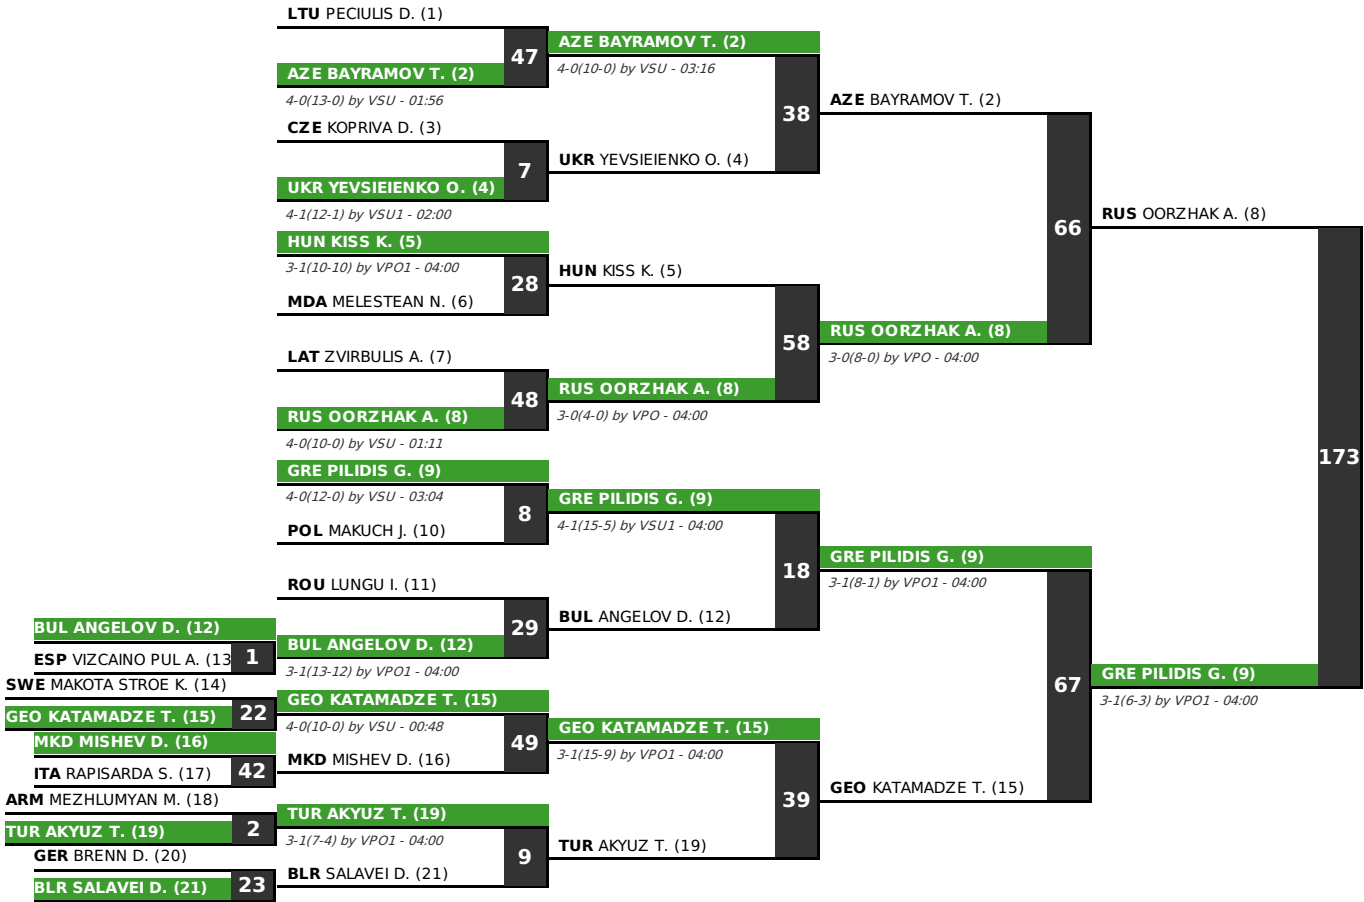 LTU PECIULIS D. (1)
47
AZE BAYRAMOV T. (2)
AZE BAYRAMOV T. (2)
4-0(10-0) by VSU - 03:16
4-0(13-0) by VSU - 01:56
38
AZE BAYRAMOV T. (2)
CZE KOPRIVA D. (3)
7
UKR YEVSIEIENKO O. (4)
UKR YEVSIEIENKO O. (4)
4-1(12-1) by VSU1 - 02:00
66
RUS OORZHAK A. (8)
HUN KISS K. (5)
3-1(10-10) by VPO1 - 04:00
28
HUN KISS K. (5)
MDA MELESTEAN N. (6)
58
RUS OORZHAK A. (8)
3-0(8-0) by VPO - 04:00
LAT ZVIRBULIS A. (7)
48
RUS OORZHAK A. (8)
3-0(4-0) by VPO - 04:00
RUS OORZHAK A. (8)
4-0(10-0) by VSU - 01:11
173
GRE PILIDIS G. (9)
4-0(12-0) by VSU - 03:04
8
GRE PILIDIS G. (9)
4-1(15-5) by VSU1 - 04:00
POL MAKUCH J. (10)
18
GRE PILIDIS G. (9)
3-1(8-1) by VPO1 - 04:00
ROU LUNGU I. (11)
29
BUL ANGELOV D. (12)
BUL ANGELOV D. (12)
1
ESP VIZCAINO PUL A. (13
BUL ANGELOV D. (12)
3-1(13-12) by VPO1 - 04:00
67
GRE PILIDIS G. (9)
3-1(6-3) by VPO1 - 04:00
SWE MAKOTA STROE K. (14)
22
GEO KATAMADZE T. (15)
GEO KATAMADZE T. (15)
4-0(10-0) by VSU - 00:48
49
GEO KATAMADZE T. (15)
3-1(15-9) by VPO1 - 04:00
MKD MISHEV D. (16)
42
ITA RAPISARDA S. (17)
MKD MISHEV D. (16)
39
GEO KATAMADZE T. (15)
ARM MEZHLUMYAN M. (18)
2
TUR AKYUZ T. (19)
TUR AKYUZ T. (19)
3-1(7-4) by VPO1 - 04:00
9
TUR AKYUZ T. (19)
GER BRENN D. (20)
23
BLR SALAVEI D. (21)
BLR SALAVEI D. (21)